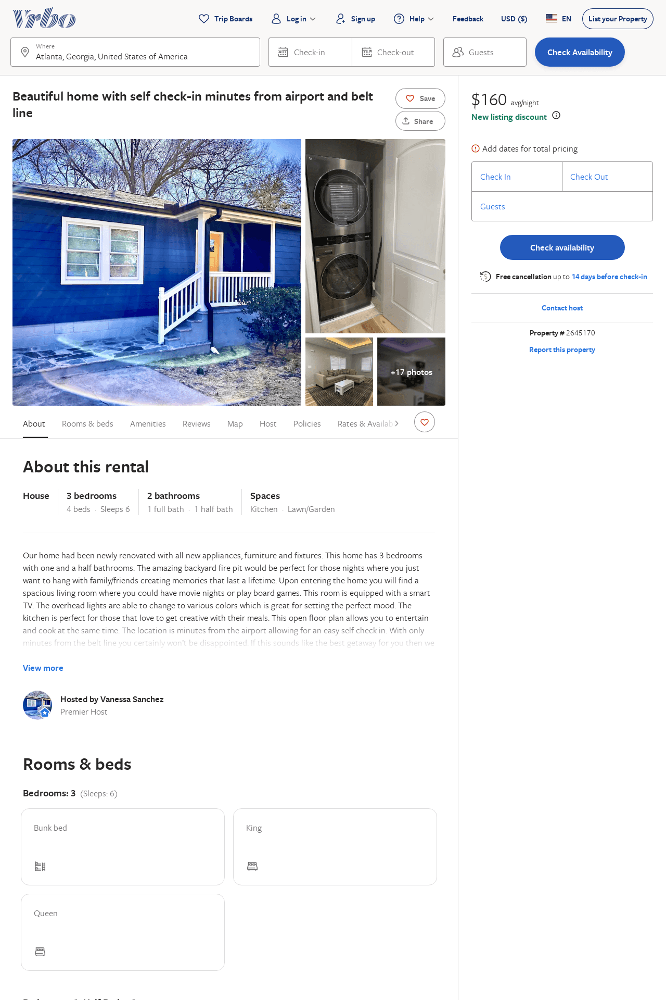 Vrbo
Trip Boards
Log in
Sign up
Help
Feedback
USD ($)
EN
List your Property
Where
Atlanta, Georgia, United States of America
Check-in
Check-out
Guests
Check Availability
Beautiful home with self check-in minutes from airport and belt
line
Save
Share
+17 photos
$160 avg/night
New listing discount
Add dates for total pricing
Check In
Check Out
Guests
Check availability
Free cancellation up to 14 days before check-in
Contact host
Property # 2645170
Report this property
About
Rooms & beds
Amenities
Reviews
Map
Host
Policies
Rates & Availab
About this rental
House
3 bedrooms
4 beds · Sleeps 6
2 bathrooms
1 full bath · 1 half bath
Spaces
Kitchen · Lawn/Garden
Our home had been newly renovated with all new appliances, furniture and fixtures. This home has 3 bedrooms
with one and a half bathrooms. The amazing backyard fire pit would be perfect for those nights where you just
want to hang with family/friends creating memories that last a lifetime. Upon entering the home you will find a
spacious living room where you could have movie nights or play board games. This room is equipped with a smart
TV. The overhead lights are able to change to various colors which is great for setting the perfect mood. The
kitchen is perfect for those that love to get creative with their meals. This open floor plan allows you to entertain
and cook at the same time. The location is minutes from the airport allowing for an easy self check in. With only
minutes from the belt line you certainly won't be disappointed. If this sounds like the best getaway for you then we
View more
Hosted by Vanessa Sanchez
Premier Host
Rooms & beds
Bedrooms: 3 (Sleeps: 6)
Bunk bed
King
Queen